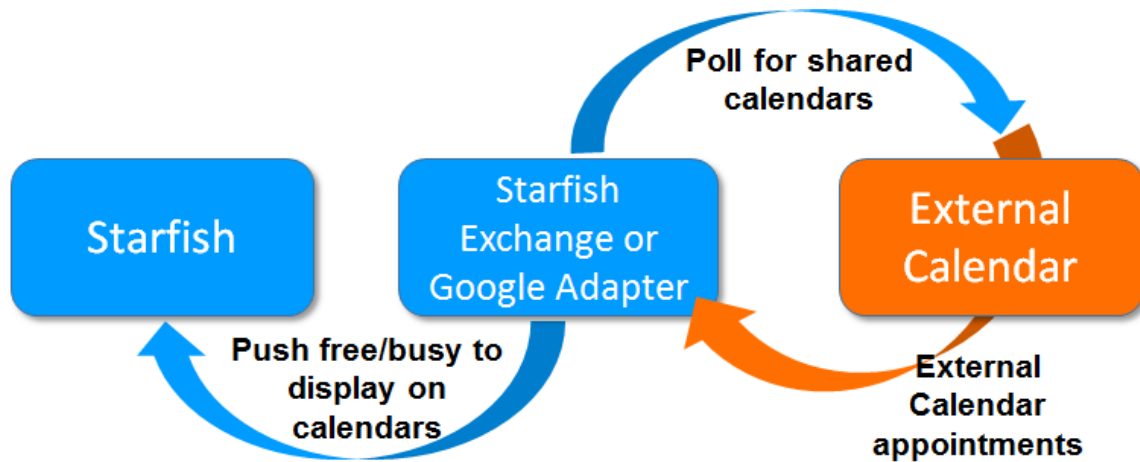 Poll for shared
calendars
Starfish
Starfish
Exchange or
Google Adapter
External
Calendar
Push free/busy to
display on
calendars
External
Calendar
appointments